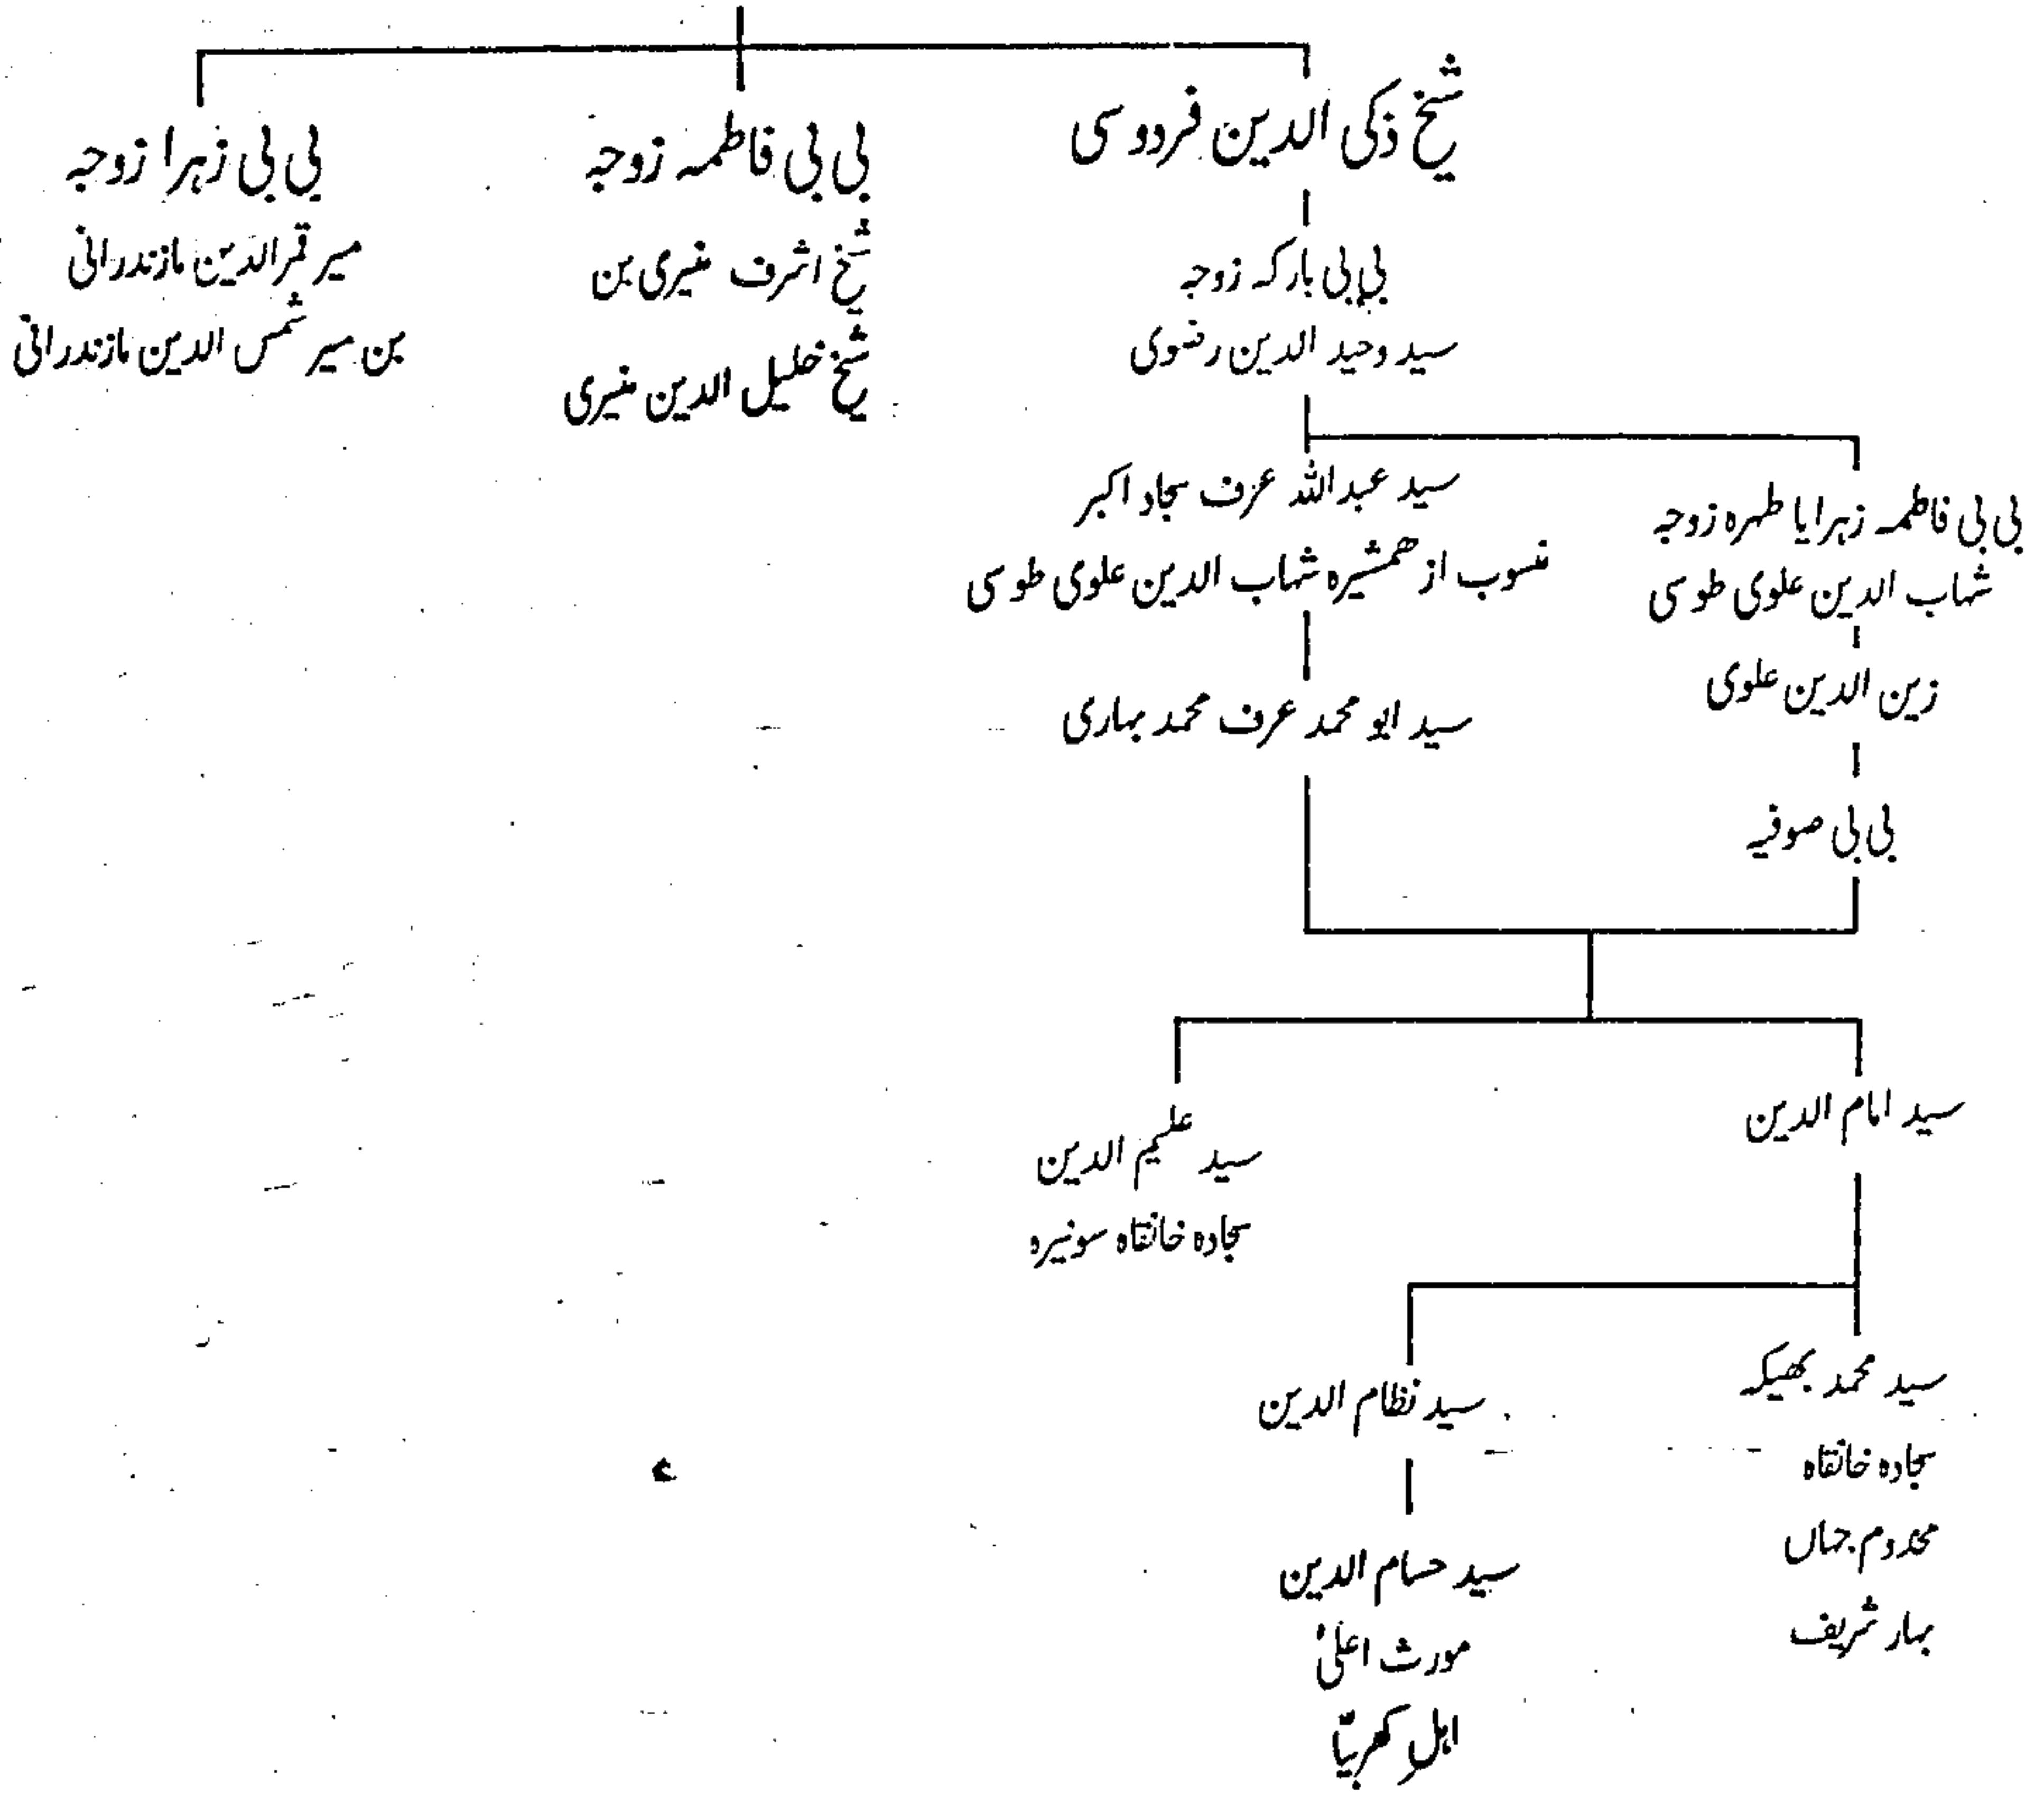 شیخ ذکی الدین فردوسی
بی بی بارکہ زوجہ
سید وحید الدین رضوی
بی بی فاطمہ زوجہ
شیخ اشرف منیری بن
شیخ خلیل الدین منیری
بی بی زہرا زوجہ
میر قمر الدین مازندرانی
بن میر شمس الدین مازندرانی
بی بی فاطمہ زہرا یا طہرہ زوجہ
شہاب الدین علوی طوسی
زین الدین علوی
بی بی صوفیہ
سید عبداللہ عرف سجاد اکبر
منسوب از ھمشیرہ شہاب الدین علوی طوسی
سید ابو محمد عرف محمد بہاری
سید امام الدین
سید علیم الدین
سجادہ خانقاہ سونیرہ
سید محمد بھیکہ
سجادہ خانقاہ
مخدوم جہاں
بہار شریف
سید نظام الدین
سید حسام الدین
مورث اعلیٰ
اہل